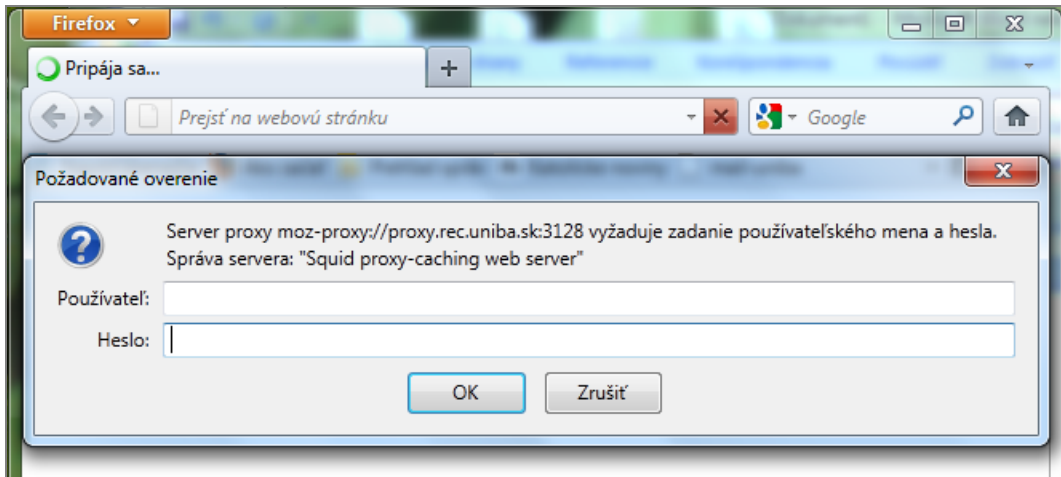 Firefox
Pripája sa...
Prejsť na webovú stránku
Google
Požadované overenie
Server proxy moz-proxy://proxy.rec.uniba.sk:3128 vyžaduje zadanie používateľského mena a hesla.
Správa servera: "Squid proxy-caching web server"
Používateľ:
Heslo:
OK
Zrušiť